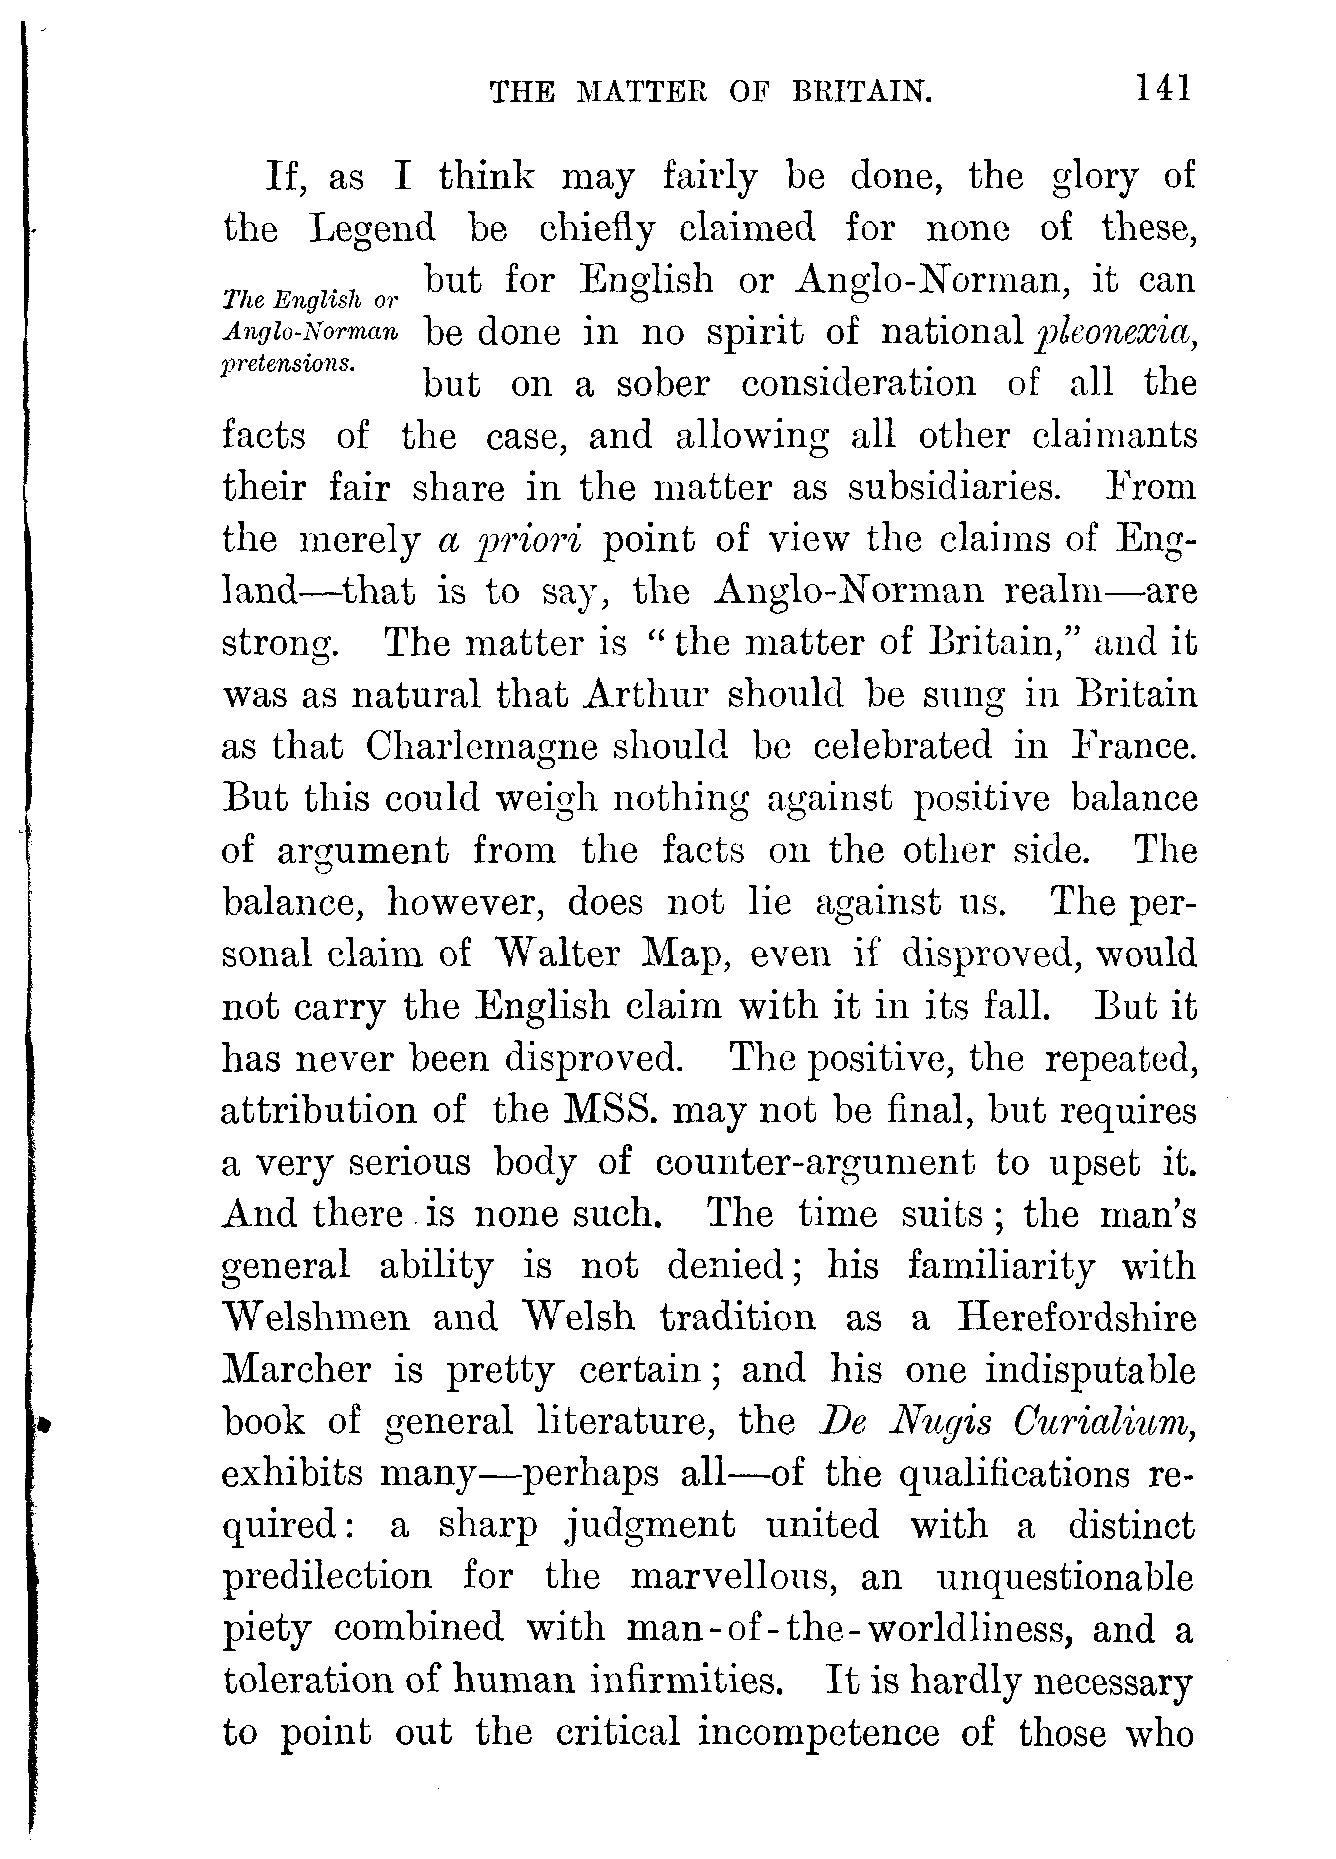 THE MATTER OF BRITAIN. 141
If, as I think may fairly be done, the glory of
the Legend be chiefly claimed for none of these,
but for English or Anglo-Norman, it can
The English or
Anglo-Norman
pretensions.
be done in no spirit of national pleonexia,
but on a sober consideration of all the
facts of the case, and allowing all other claimants
their fair share in the matter as subsidiaries. From
the merely a priori point of view the claims of Eng-
land—that is to say, the Anglo-Norman realm—are
strong. The matter is "the matter of Britain," and it
was as natural that Arthur should be sung in Britain
as that Charlemagne should be celebrated in France.
But this could weigh nothing against positive balance
of argument from the facts on the other side. The
balance, however, does not lie against us. The per-
sonal claim of Walter Map, even if disproved, would
not carry the English claim with it in its fall. But it
has never been disproved. The positive, the repeated,
attribution of the MSS. may not be final, but requires
a very serious body of counter-argument to upset it.
And there is none such. The time suits; the man's
general ability is not denied; his familiarity with
Welshmen and Welsh tradition as a Herefordshire
Marcher is pretty certain; and his one indisputable
book of general literature, the De Nugis Curialium,
exhibits many—perhaps all—of the qualifications re-
quired: a sharp judgment united with a distinct
predilection for the marvellous, an unquestionable
piety combined with man-of-the-worldliness, and a
toleration of human infirmities. It is hardly necessary
to point out the critical incompetence of those who